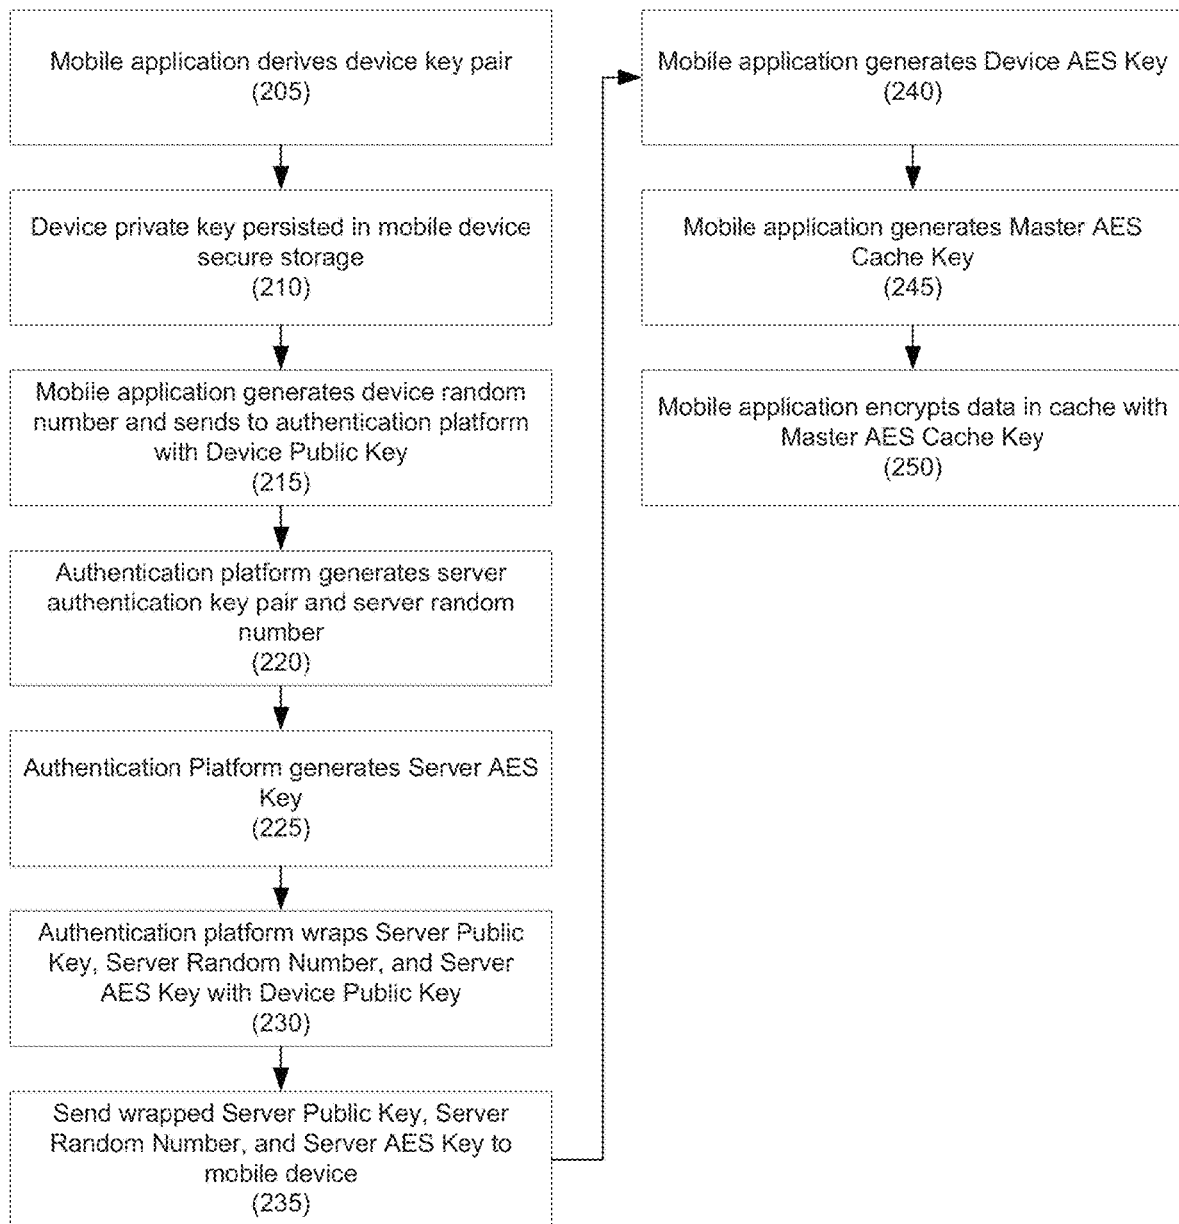 Mobile application derives device key pair
(205)
Device private key persisted in mobile device
secure storage
(210)
Mobile application generates device random
number and sends to authentication platform
with Device Public Key
(215)
Authentication platform generates server
authentication key pair and server random
number
(220)
Authentication Platform generates Server AES
Key
(225)
Authentication platform wraps Server Public
Key, Server Random Number, and Server
AES Key with Device Public Key
(230)
Send wrapped Server Public Key, Server
Random Number, and Server AES Key to
mobile device
(235)
Mobile application generates Device AES Key
(240)
Mobile application generates Master AES
Cache Key
(245)
Mobile application encrypts data in cache with
Master AES Cache Key
(250)